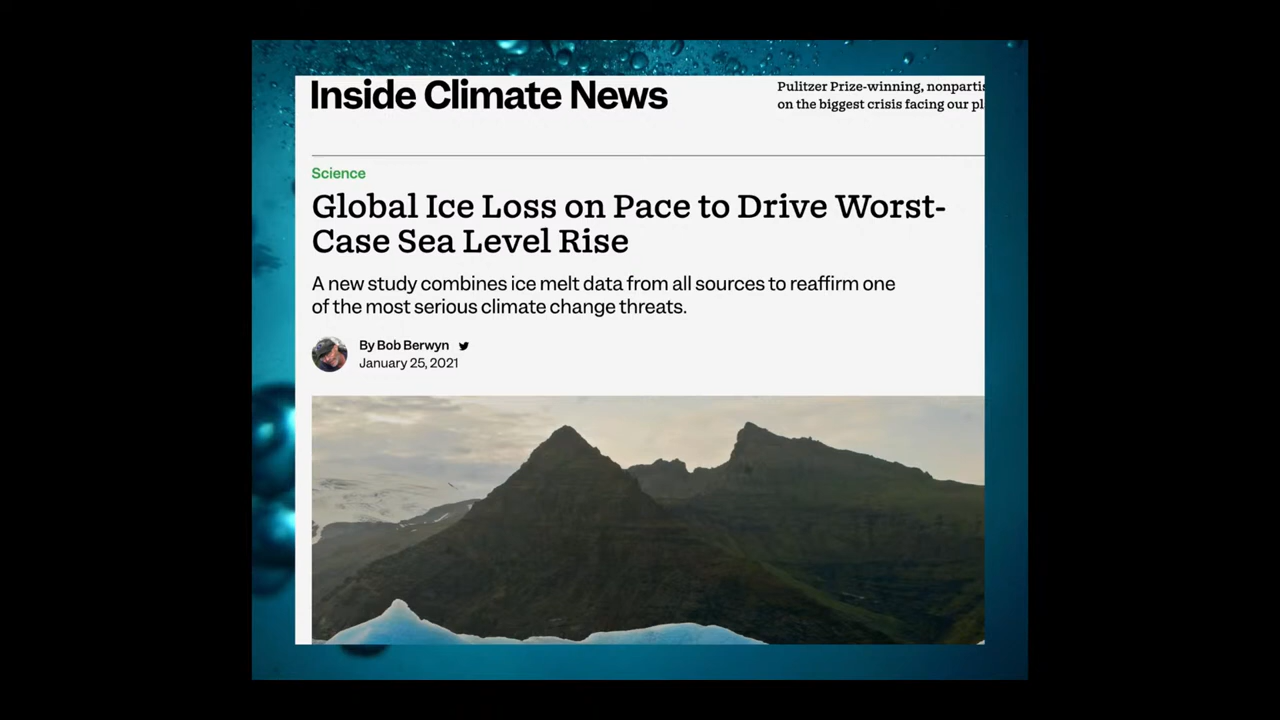 Inside Climate News
Pulitzer Prize-winning,
on the biggest crisis facing our
Science
Global Ice Loss on Pace to Drive Worst-
Case Sea Level Rise
A new study combines ice melt data from all sources to reaffirm one
of the most serious climate change threats.
By Bob Berwyn
January 25, 2021